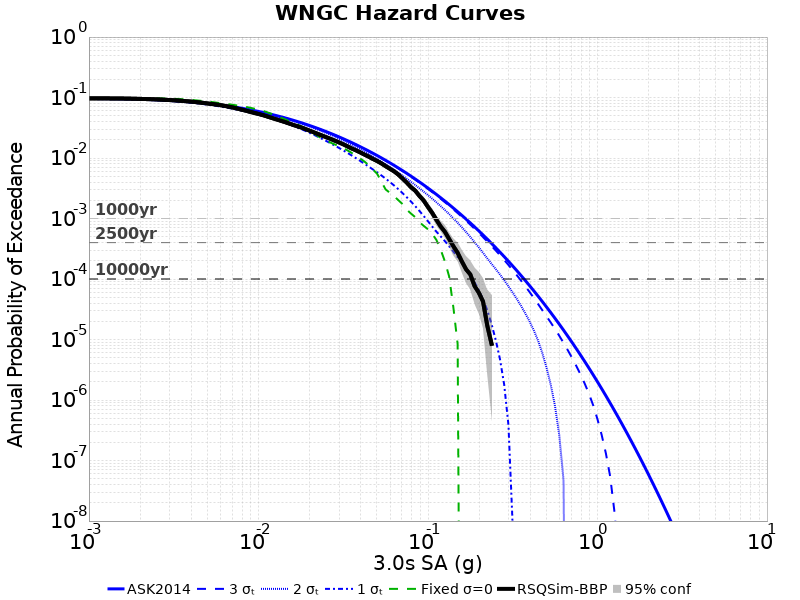 WNGC Hazard Curves
Annual Probability of Exceedance
10^0
10^-1
10^-2
10^-3
10^-4
10^-5
10^-6
10^-7
10^-8
1000yr
2500yr
10000yr
10^-3 10^-2 10^-1 10^0 10^1
3.0s SA (g)
ASK2014 3 σₜ 2 σₜ 1 σₜ Fixed σ=0 RSQSim-BBP 95% conf